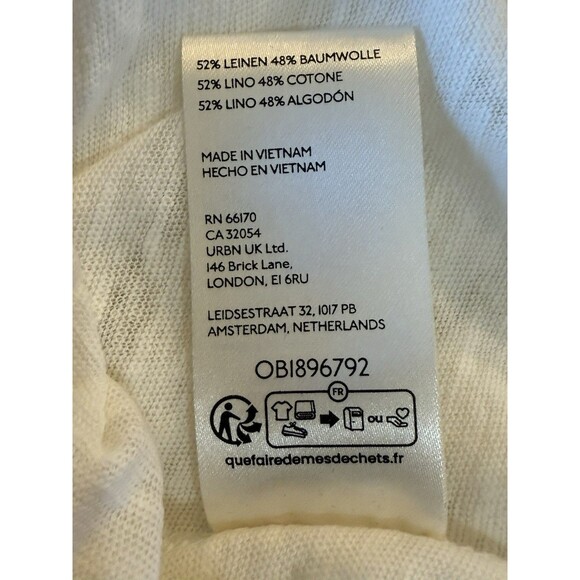 52% LEINEN 48% BAUMWOLLE
52% LINO 48% COTONE
52% LINO 48% ALGODÓN
MADE IN VIETNAM
HECHO EN VIETNAM
RN 66170
CA 32054
URBN UK Ltd.
146 Brick Lane,
LONDON, E1 6RU
LEIDSESTRAAT 32, 1017 PB
AMSTERDAM, NETHERLANDS
OB1896792
FR
ou
quefairedemesdechets.fr